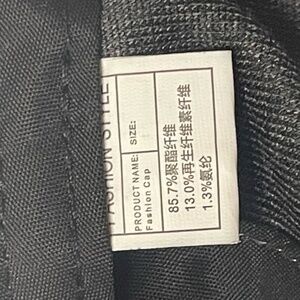 FASHION STYLE
PRODUCT NAME:
Fashion Cap
SIZE:
85.7%聚酯纤维
13.0%再生纤维素纤维
1.3%氨纶